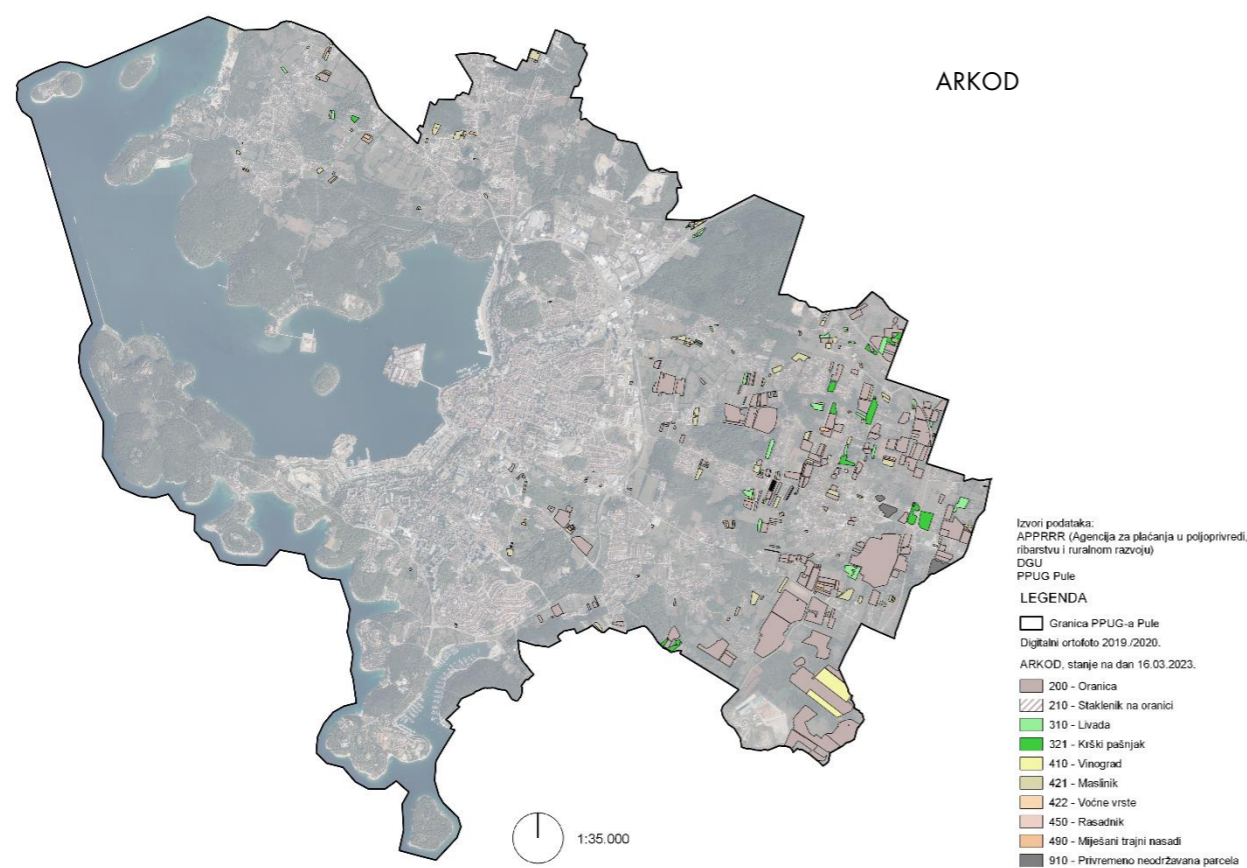 ARKOD
Izvori podataka:
APPRRR (Agencija za plaćanja u poljoprivredi,
ribarstvu i ruralnom razvoju)
DGU
PPUG Pule
LEGENDA
Granica PPUG-a Pule
Digitalni ortofoto 2019./2020.
ARKOD, stanje na dan 16.03.2023.
200 - Oranica
210 - Staklenik na oranici
310 - Livada
321 - Krški pašnjak
410 - Vinograd
421 - Maslinik
422 - Voćne vrste
450 - Rasadnik
490 - Miješani trajni nasadi
910 - Privremeno neodržavana parcela
1:35.000